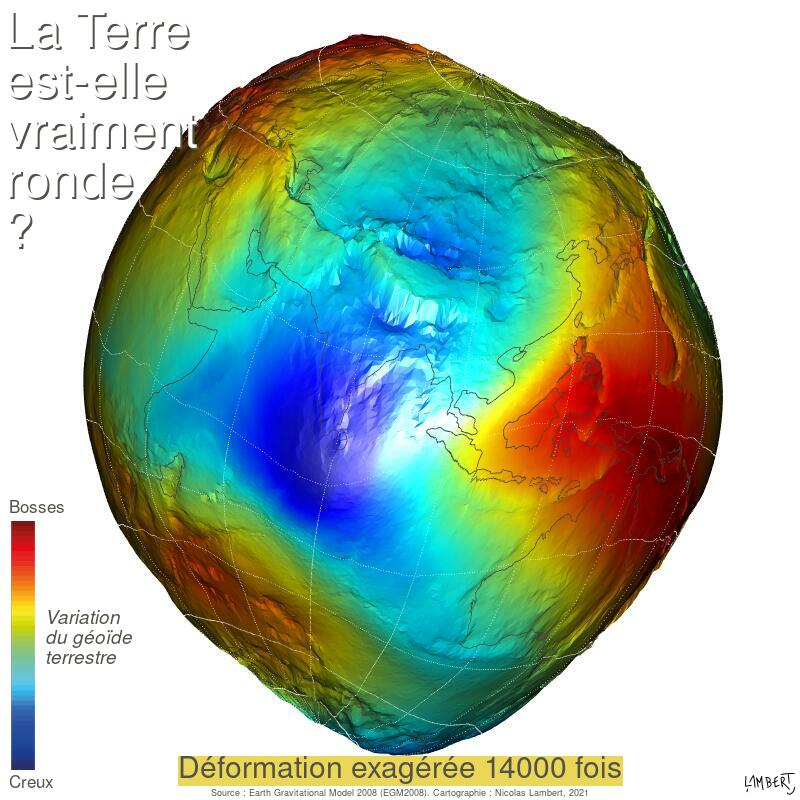 La Terre
est-elle
vraiment
ronde
?
Bosses
Variation
du géoïde
terrestre
Creux
Déformation exagérée 14000 fois
Source : Earth Gravitational Model 2008 (EGM2008). Cartographie : Nicolas Lambert, 2021
LAMBERT